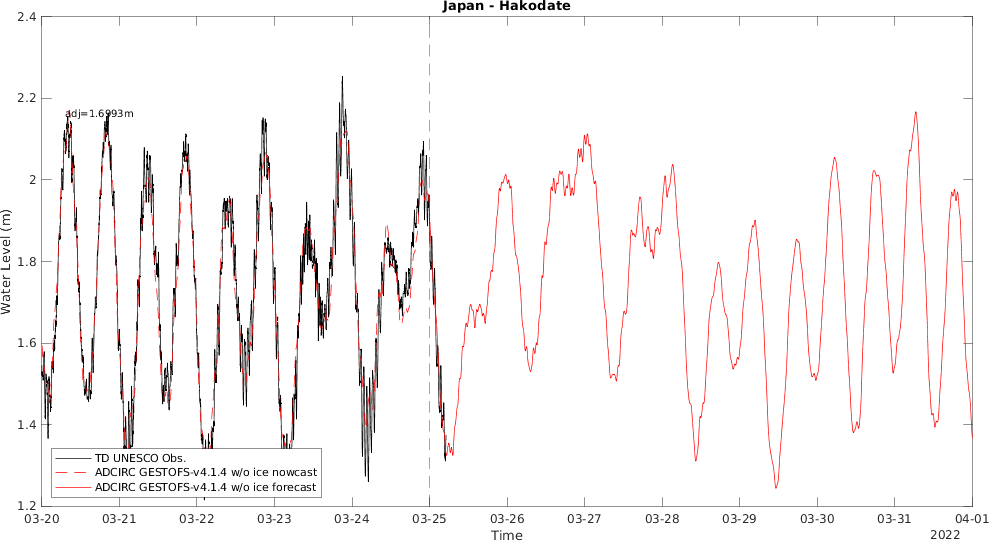 Japan - Hakodate
2.4
2.2
2
1.8
1.6
1.4
1.2
Water Level (m)
adj=1.6993m
TD UNESCO Obs.
ADCIRC GESTOFS-v4.1.4 w/o ice nowcast
ADCIRC GESTOFS-v4.1.4 w/o ice forecast
03-20 03-21 03-22 03-23 03-24 03-25 03-26 03-27 03-28 03-29 03-30 03-31 04-01
Time
2022